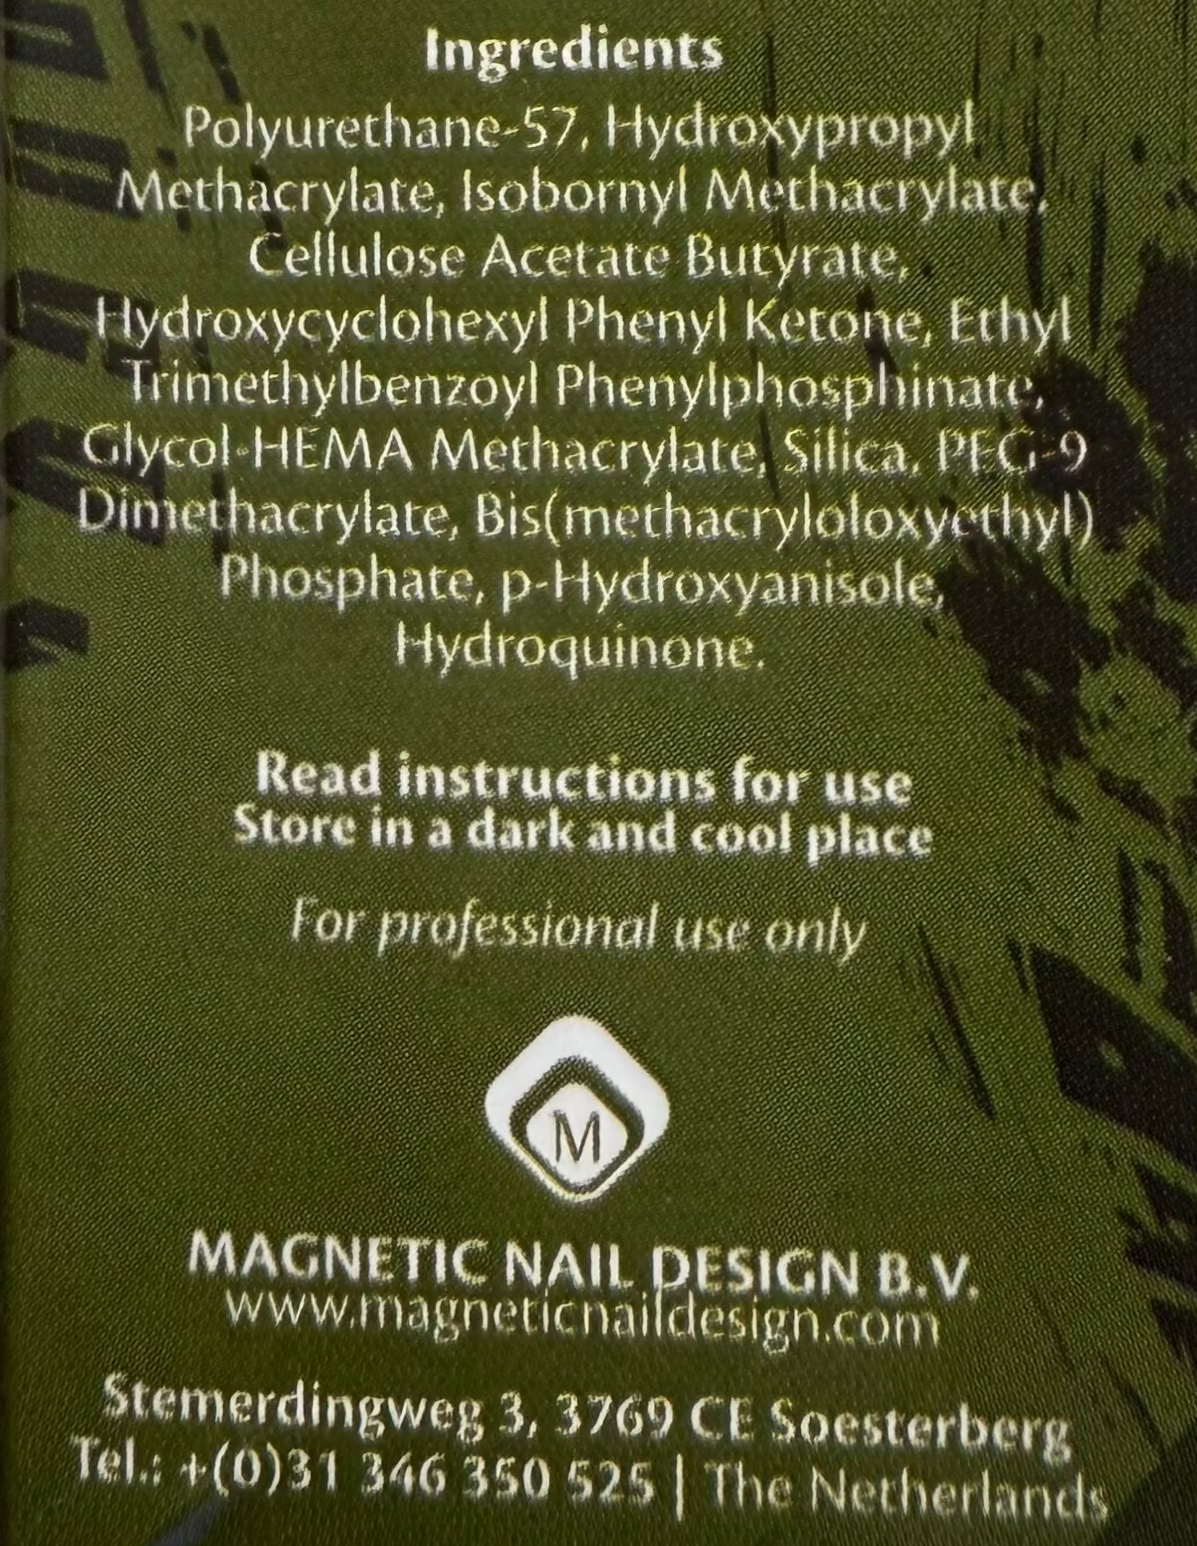 Ingredients
Polyurethane-57, Hydroxypropyl
Methacrylate, Isobornyl Methacrylate,
Cellulose Acetate Butyrate,
Hydroxycyclohexyl Phenyl Ketone, Ethyl
Trimethylbenzoyl Phenylphosphinate,
Glycol-HEMA Methacrylate, Silica, PEG-9
Dimethacrylate, Bis(methacryloloxyethyl)
Phosphate, p-Hydroxyanisole,
Hydroquinone.
Read instructions for use
Store in a dark and cool place
For professional use only
M
MAGNETIC NAIL DESIGN B.V.
www.magneticnaildesign.com
Stemerdingweg 3, 3769 CE Soesterberg
Tel.: +(0)31 346 350 525 | The Netherlands